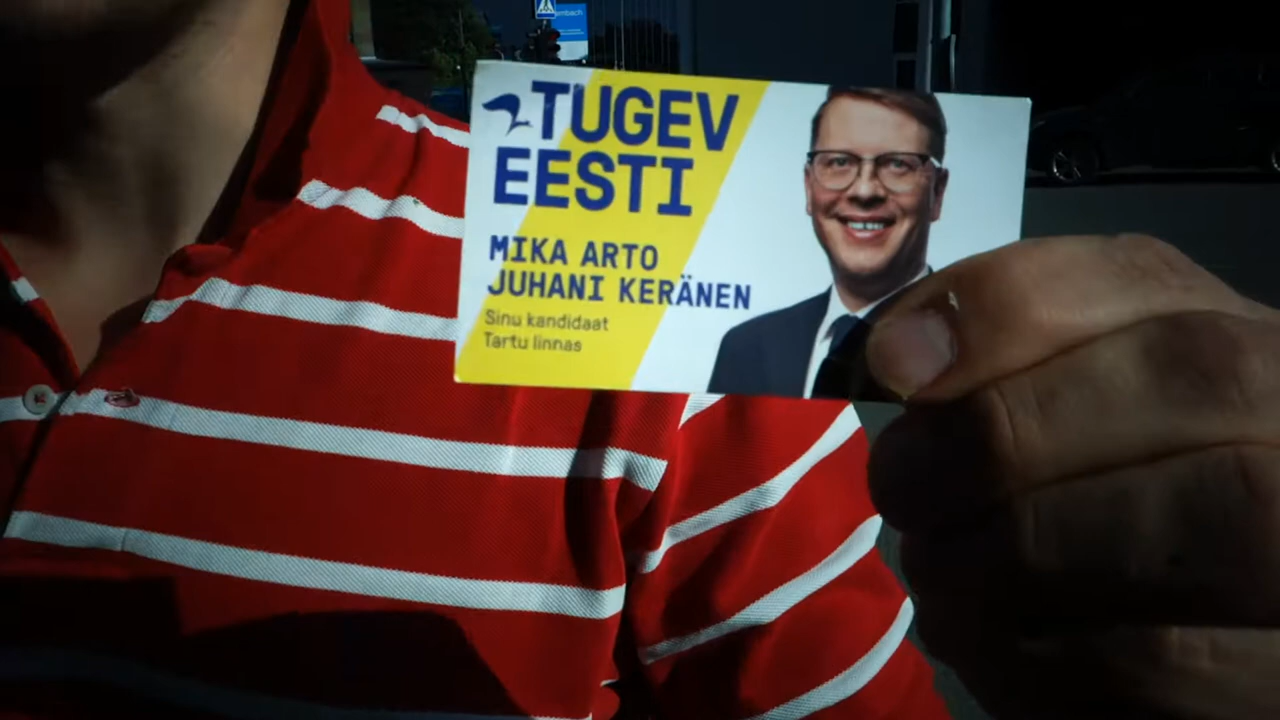 TUGEV
EESTI
MIKA ARTO
JUHANI KERÄNEN
Sinu kandidaat
Tartu linnas